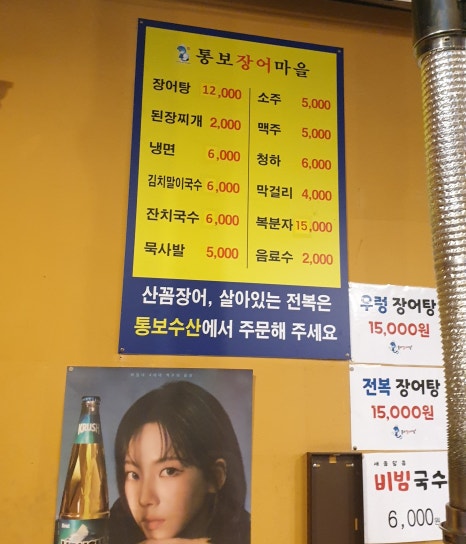 통보장어마을
장어탕 12,000
된장찌개 2,000
냉면 6,000
김치말이국수 6,000
잔치국수 6,000
묵사발 5,000
소주 5,000
맥주 5,000
청하 6,000
막걸리 4,000
복분자 15,000
음료수 2,000
산꼼장어, 살아있는 전복은
통보수산에서 주문해 주세요
우렁 장어탕
15,000원
전복 장어탕
15,000원
비빔국수
6,000원
KRUSH